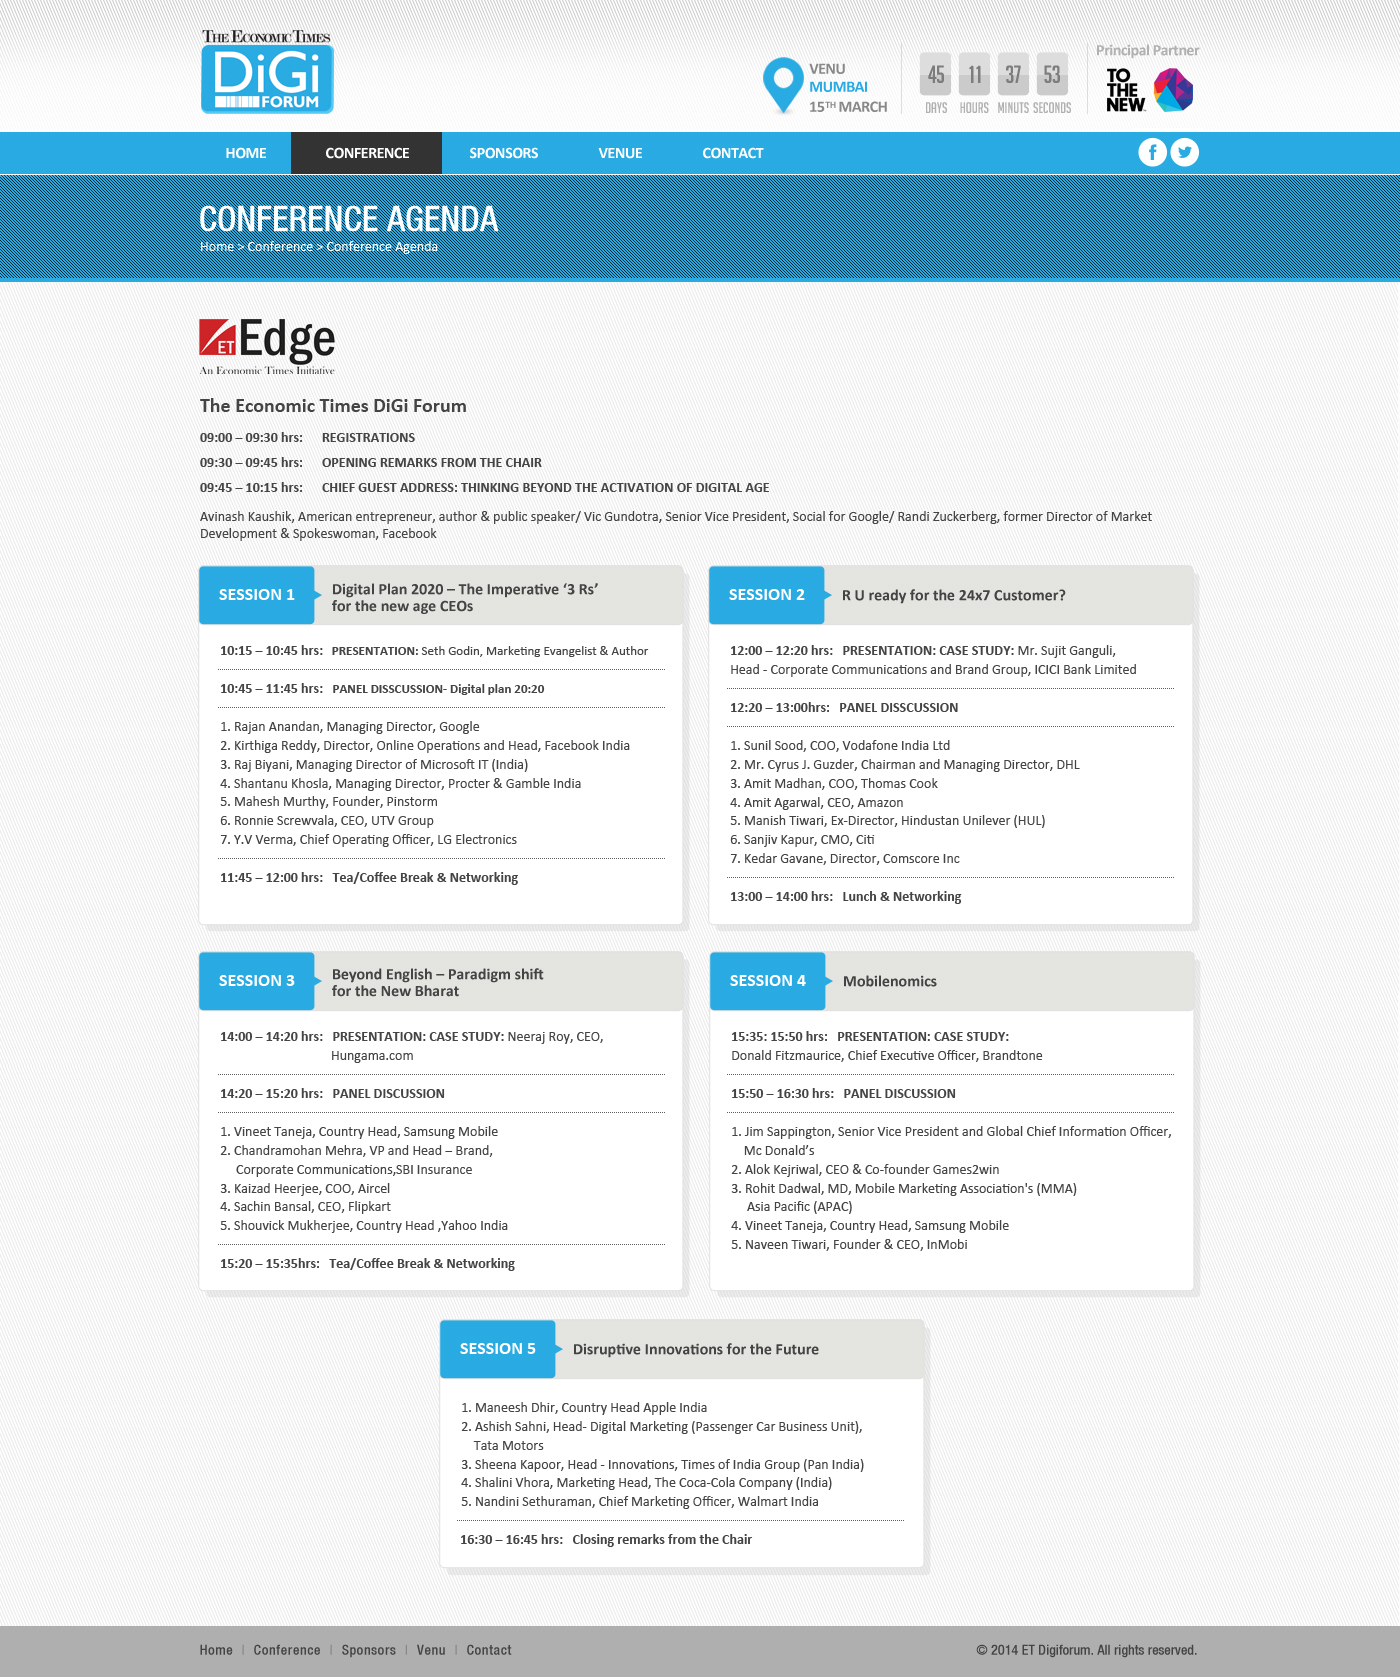 THE ECONOMIC TIMES
DiGi
FORUM
VENU
MUMBAI
15TH MARCH
45 11 37 53
DAYS HOURS MINUTS SECONDS
Principal Partner
TO
THE
NEW
HOME CONFERENCE SPONSORS VENUE CONTACT
CONFERENCE AGENDA
Home > Conference > Conference Agenda
ET Edge
An Economic Times Initiative
The Economic Times DiGi Forum
09:00 – 09:30 hrs: REGISTRATIONS
09:30 – 09:45 hrs: OPENING REMARKS FROM THE CHAIR
09:45 – 10:15 hrs: CHIEF GUEST ADDRESS: THINKING BEYOND THE ACTIVATION OF DIGITAL AGE
Avinash Kaushik, American entrepreneur, author & public speaker/ Vic Gundotra, Senior Vice President, Social for Google/ Randi Zuckerberg, former Director of Market
Development & Spokeswoman, Facebook
SESSION 1
Digital Plan 2020 – The Imperative ‘3 Rs’
for the new age CEOs
10:15 – 10:45 hrs: PRESENTATION: Seth Godin, Marketing Evangelist & Author
10:45 – 11:45 hrs: PANEL DISSCUSSION- Digital plan 20:20
1. Rajan Anandan, Managing Director, Google
2. Kirthiga Reddy, Director, Online Operations and Head, Facebook India
3. Raj Biyani, Managing Director of Microsoft IT (India)
4. Shantanu Khosla, Managing Director, Procter & Gamble India
5. Mahesh Murthy, Founder, Pinstorm
6. Ronnie Screwvala, CEO, UTV Group
7. Y.V Verma, Chief Operating Officer, LG Electronics
11:45 – 12:00 hrs: Tea/Coffee Break & Networking
SESSION 2
R U ready for the 24x7 Customer?
12:00 – 12:20 hrs: PRESENTATION: CASE STUDY: Mr. Sujit Ganguli,
Head - Corporate Communications and Brand Group, ICICI Bank Limited
12:20 – 13:00hrs: PANEL DISSCUSSION
1. Sunil Sood, COO, Vodafone India Ltd
2. Mr. Cyrus J. Guzder, Chairman and Managing Director, DHL
3. Amit Madhan, COO, Thomas Cook
4. Amit Agarwal, CEO, Amazon
5. Manish Tiwari, Ex-Director, Hindustan Unilever (HUL)
6. Sanjiv Kapur, CMO, Citi
7. Kedar Gavane, Director, Comscore Inc
13:00 – 14:00 hrs: Lunch & Networking
SESSION 3
Beyond English – Paradigm shift
for the New Bharat
14:00 – 14:20 hrs: PRESENTATION: CASE STUDY: Neeraj Roy, CEO,
Hungama.com
14:20 – 15:20 hrs: PANEL DISCUSSION
1. Vineet Taneja, Country Head, Samsung Mobile
2. Chandramohan Mehra, VP and Head – Brand,
Corporate Communications,SBI Insurance
3. Kaizad Heerjee, COO, Aircel
4. Sachin Bansal, CEO, Flipkart
5. Shouvick Mukherjee, Country Head ,Yahoo India
15:20 – 15:35hrs: Tea/Coffee Break & Networking
SESSION 4
Mobilenomics
15:35: 15:50 hrs: PRESENTATION: CASE STUDY:
Donald Fitzmaurice, Chief Executive Officer, Brandtone
15:50 – 16:30 hrs: PANEL DISCUSSION
1. Jim Sappington, Senior Vice President and Global Chief Information Officer,
Mc Donald’s
2. Alok Kejriwal, CEO & Co-founder Games2win
3. Rohit Dadwal, MD, Mobile Marketing Association's (MMA)
Asia Pacific (APAC)
4. Vineet Taneja, Country Head, Samsung Mobile
5. Naveen Tiwari, Founder & CEO, InMobi
SESSION 5
Disruptive Innovations for the Future
1. Maneesh Dhir, Country Head Apple India
2. Ashish Sahni, Head- Digital Marketing (Passenger Car Business Unit),
Tata Motors
3. Sheena Kapoor, Head - Innovations, Times of India Group (Pan India)
4. Shalini Vhora, Marketing Head, The Coca-Cola Company (India)
5. Nandini Sethuraman, Chief Marketing Officer, Walmart India
16:30 – 16:45 hrs: Closing remarks from the Chair
Home | Conference | Sponsors | Venu | Contact
© 2014 ET Digiforum. All rights reserved.